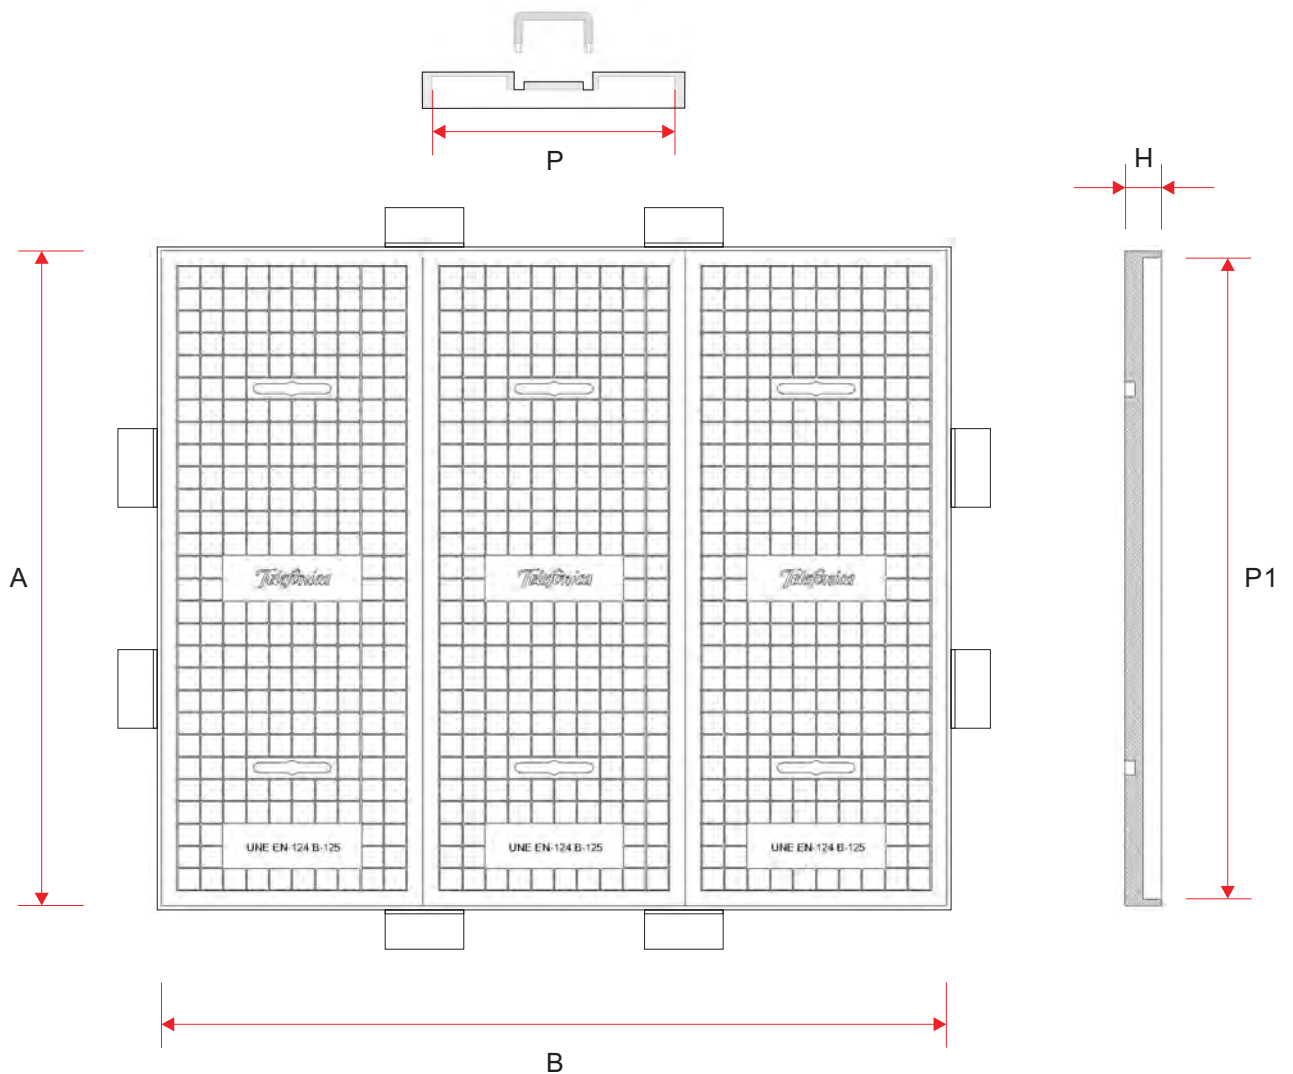 P
H
A
P1
Telefónica
Telefónica
Telefónica
UNE EN-124 B-125
UNE EN-124 B-125
UNE EN-124 B-125
B